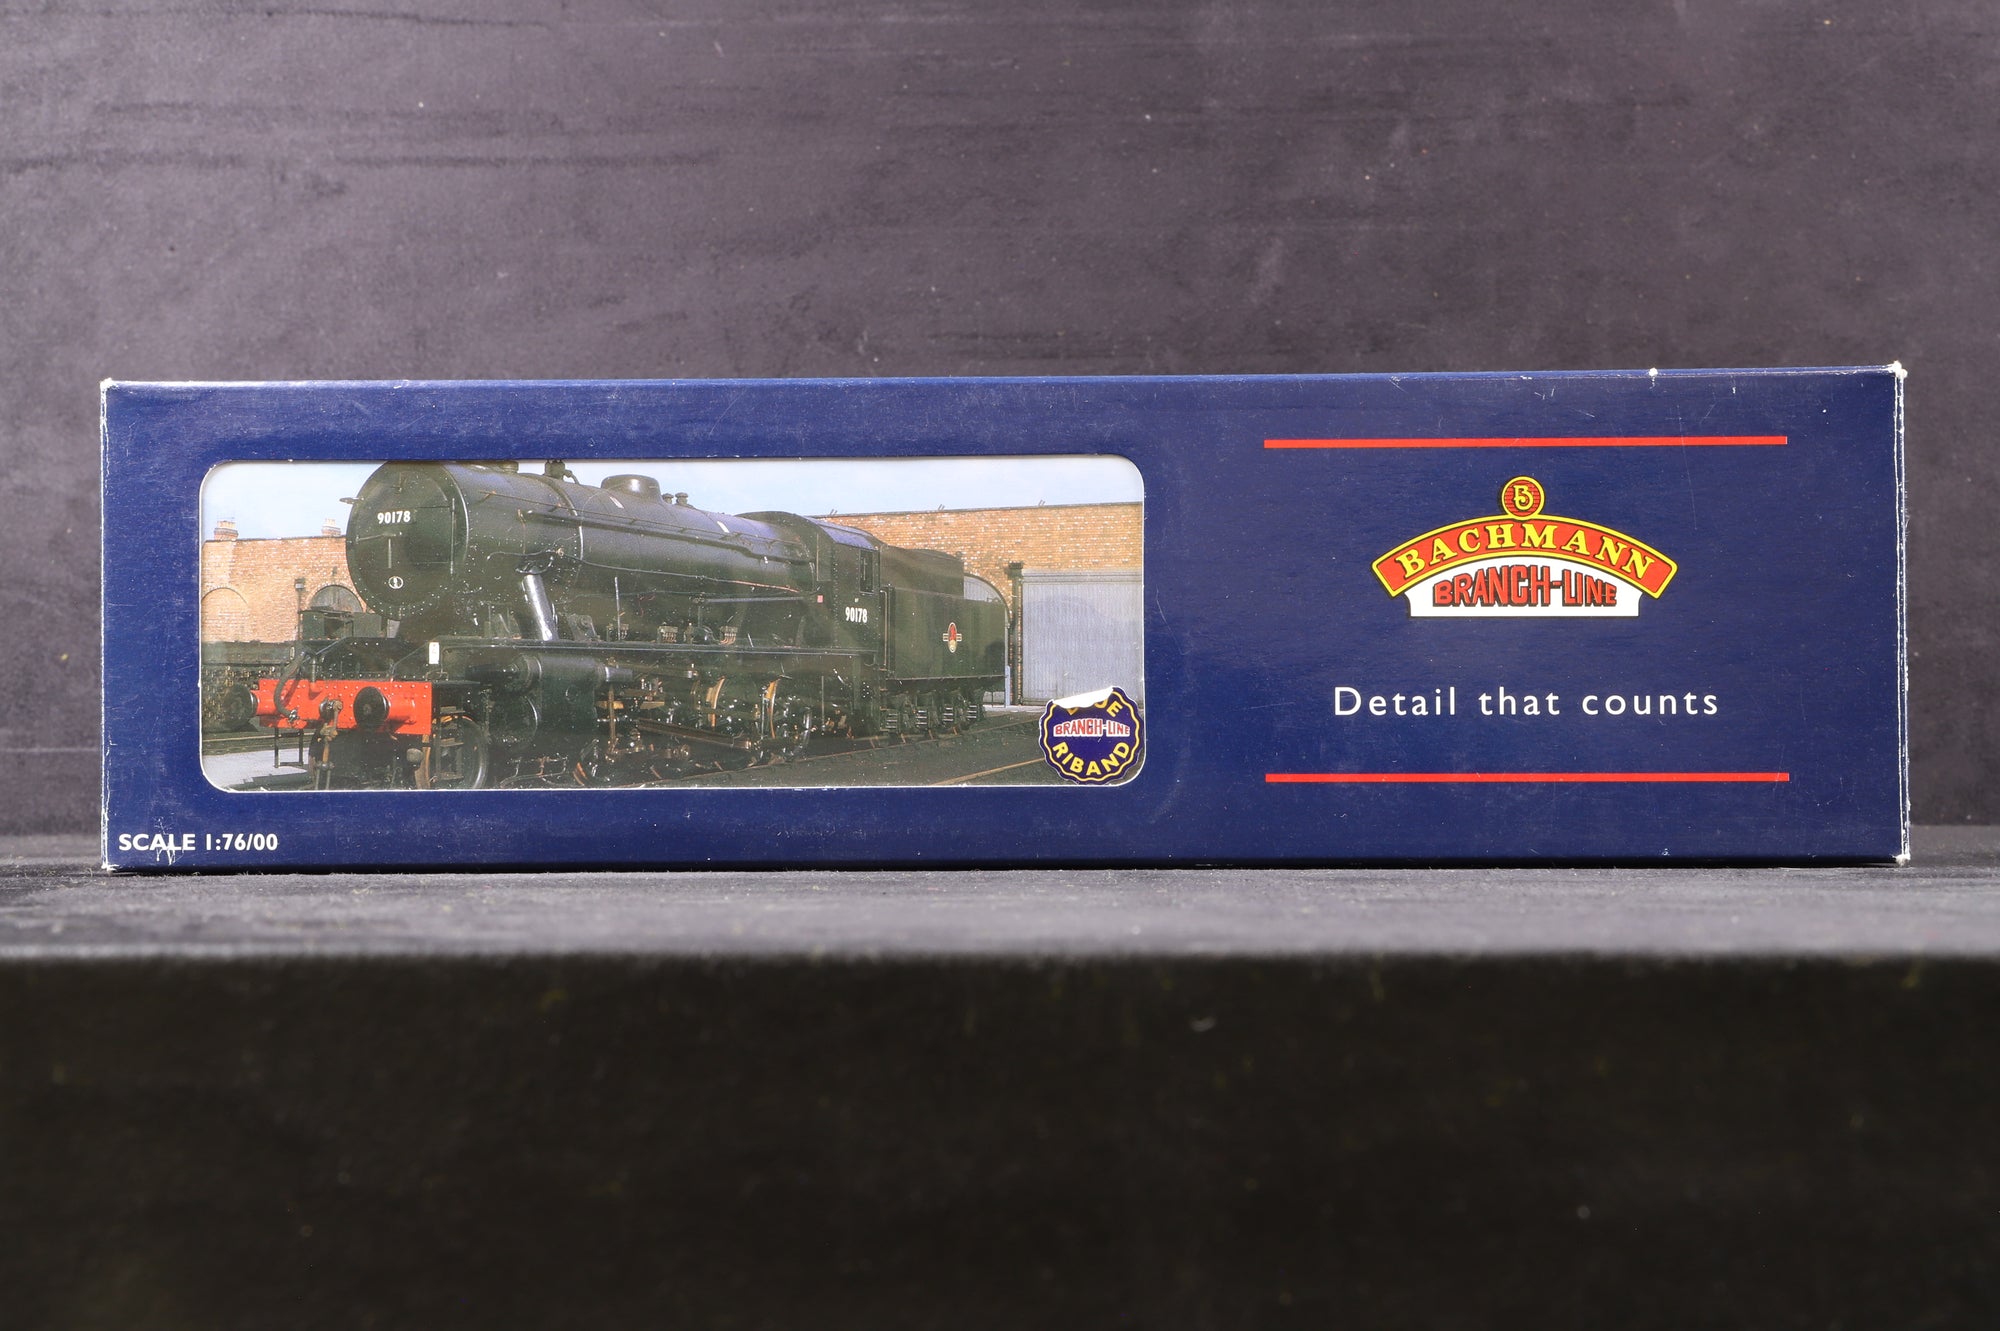 90178
90178
BRANCH-LINE
RIBAND
SCALE 1:76/00
B
BACHMANN
BRANCH-LINE
Detail that counts